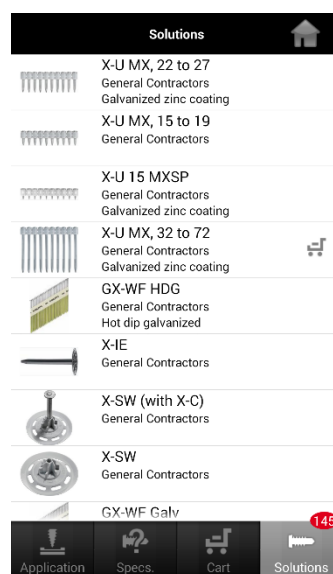 Solutions
X-U MX, 22 to 27
General Contractors
Galvanized zinc coating
X-U MX, 15 to 19
General Contractors
X-U 15 MXSP
General Contractors
Galvanized zinc coating
X-U MX, 32 to 72
General Contractors
Galvanized zinc coating
GX-WF HDG
General Contractors
Hot dip galvanized
X-IE
General Contractors
X-SW (with X-C)
General Contractors
X-SW
General Contractors
GX-WF Galv
145
Application
Specs.
Cart
Solutions